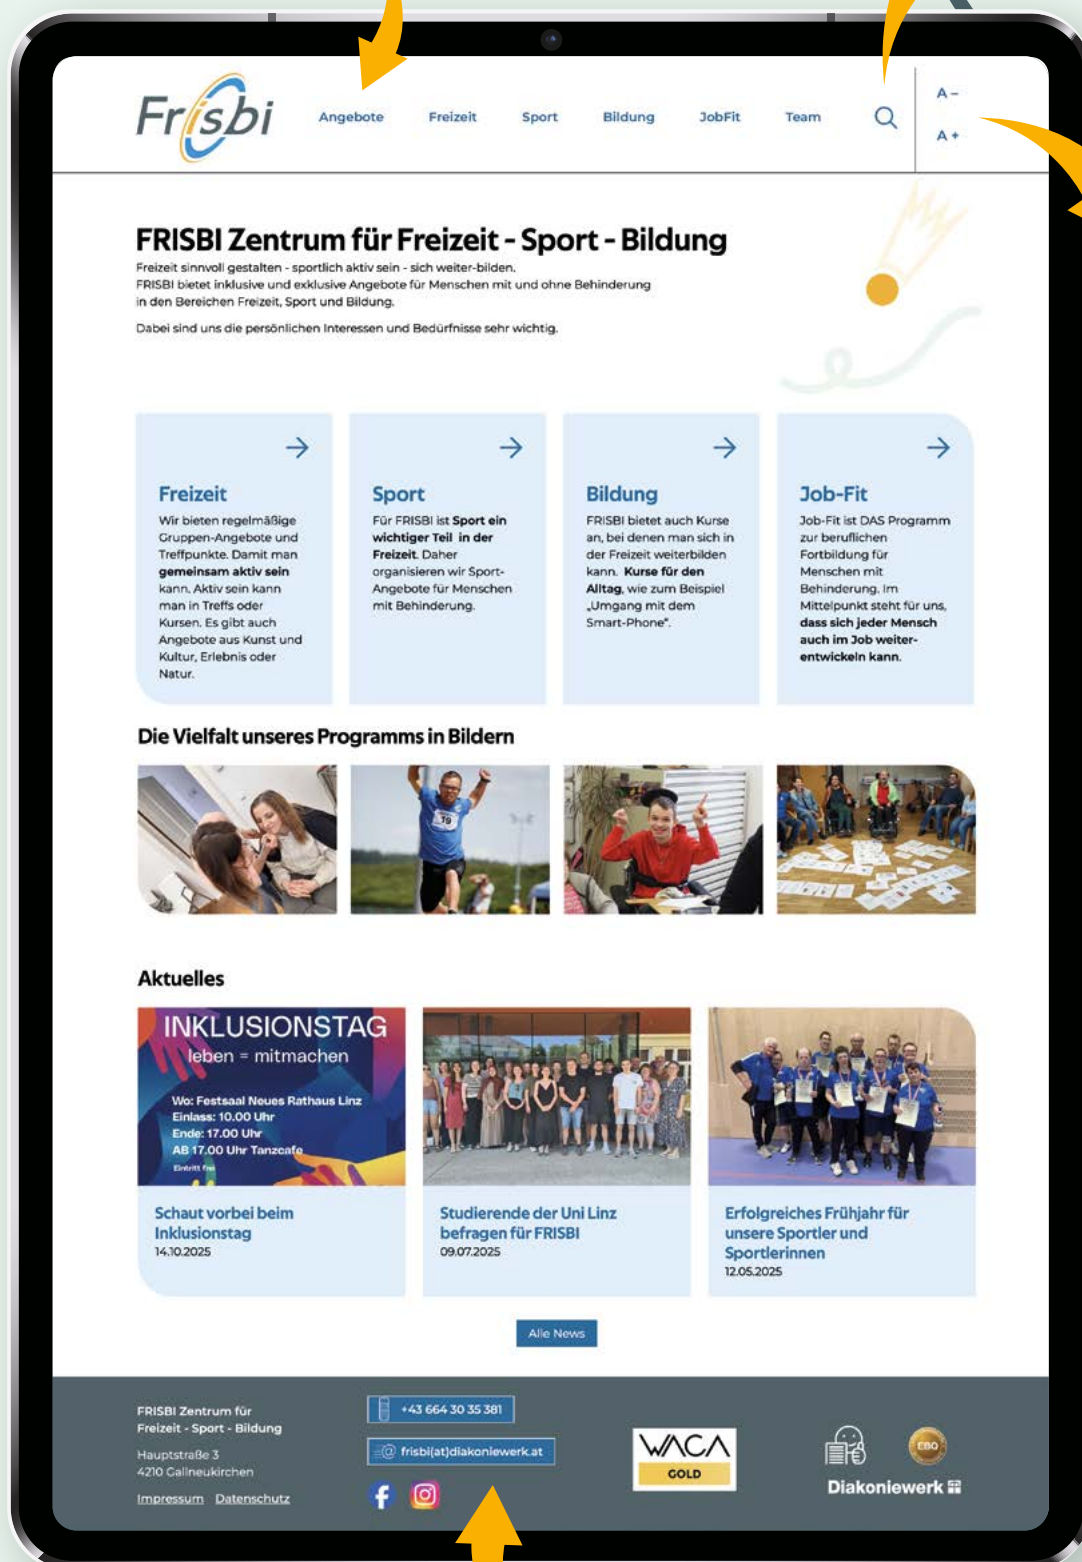 Frisbi
Angebote
Freizeit
Sport
Bildung
JobFit
Team
A –
A +
FRISBI Zentrum für Freizeit - Sport - Bildung
Freizeit sinnvoll gestalten - sportlich aktiv sein - sich weiter-bilden.
FRISBI bietet inklusive und exklusive Angebote für Menschen mit und ohne Behinderung
in den Bereichen Freizeit, Sport und Bildung.
Dabei sind uns die persönlichen Interessen und Bedürfnisse sehr wichtig.
Freizeit
Wir bieten regelmäßige
Gruppen-Angebote und
Treffpunkte. Damit man
gemeinsam aktiv sein
kann. Aktiv sein kann
man in Treffs oder
Kursen. Es gibt auch
Angebote aus Kunst und
Kultur, Erlebnis oder
Natur.
Sport
Für FRISBI ist Sport ein
wichtiger Teil in der
Freizeit. Daher
organisieren wir Sport-
Angebote für Menschen
mit Behinderung.
Bildung
FRISBI bietet auch Kurse
an, bei denen man sich in
der Freizeit weiterbilden
kann. Kurse für den
Alltag, wie zum Beispiel
„Umgang mit dem
Smart-Phone“.
Job-Fit
Job-Fit ist DAS Programm
zur beruflichen
Fortbildung für
Menschen mit
Behinderung. Im
Mittelpunkt steht für uns,
dass sich jeder Mensch
auch im Job weiter-
entwickeln kann.
Die Vielfalt unseres Programms in Bildern
19
Aktuelles
INKLUSIONSTAG
leben = mitmachen
Wo: Festsaal Neues Rathaus Linz
Einlass: 10.00 Uhr
Ende: 17.00 Uhr
AB 17.00 Uhr Tanzcafe
Eintritt frei
Schaut vorbei beim
Inklusionstag
14.10.2025
Studierende der Uni Linz
befragen für FRISBI
09.07.2025
Erfolgreiches Frühjahr für
unsere Sportler und
Sportlerinnen
12.05.2025
Alle News
FRISBI Zentrum für
Freizeit - Sport - Bildung
Hauptstraße 3
4210 Gallneukirchen
Impressum Datenschutz
+43 664 30 35 381
frisbi(at)diakoniewerk.at
WACA
GOLD
EBQ
Diakoniewerk